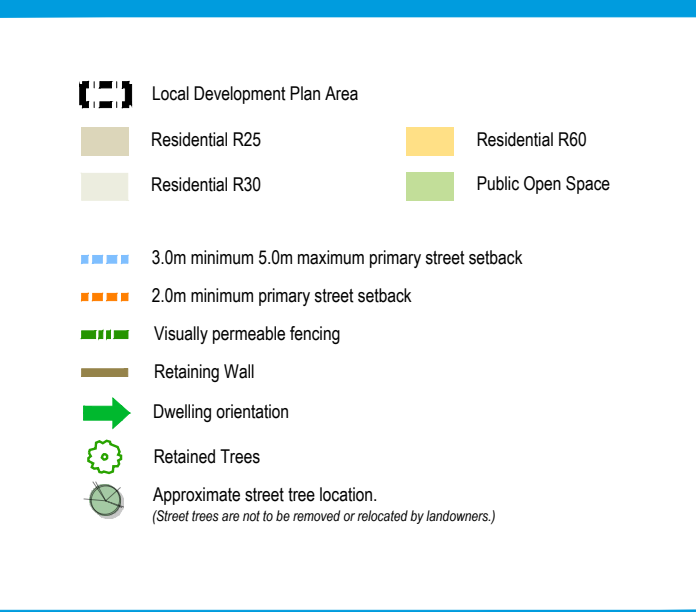 Local Development Plan Area
Residential R25
Residential R60
Residential R30
Public Open Space
3.0m minimum 5.0m maximum primary street setback
2.0m minimum primary street setback
Visually permeable fencing
Retaining Wall
Dwelling orientation
Retained Trees
Approximate street tree location.
(Street trees are not to be removed or relocated by landowners.)